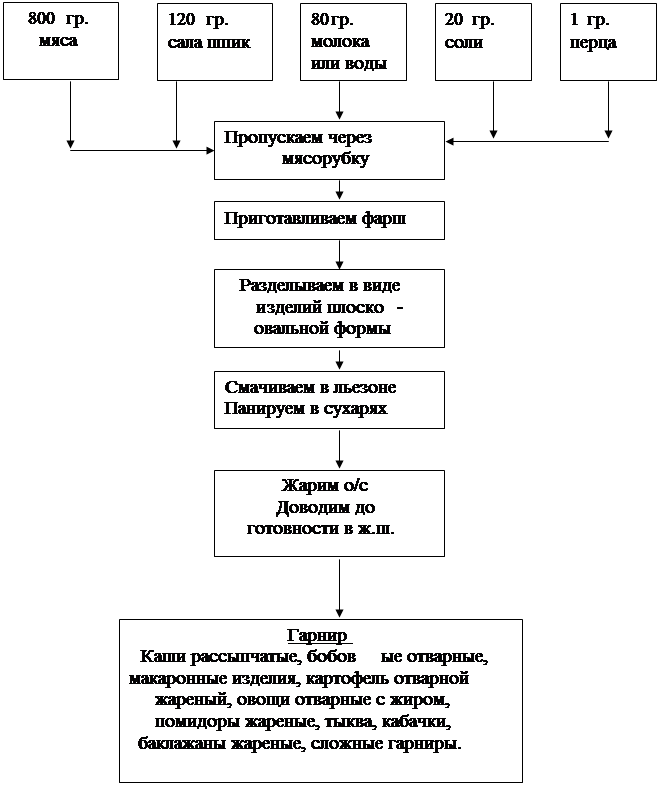 800 гр.
мяса
120 гр.
сала шпик
80 гр.
молока
или воды
20 гр.
соли
1 гр.
перца
Пропускаем через
мясорубку
Приготавливаем фарш
Разделываем в виде
изделий плоско -
овальной формы
Смачиваем в льезоне
Панируем в сухарях
Жарим о/с
Доводим до
готовности в ж.ш.
Гарнир
Каши рассыпчатые, бобов ые отварные,
макаронные изделия, картофель отварной
жареный, овощи отварные с жиром,
помидоры жареные, тыква, кабачки,
баклажаны жареные, сложные гарниры.